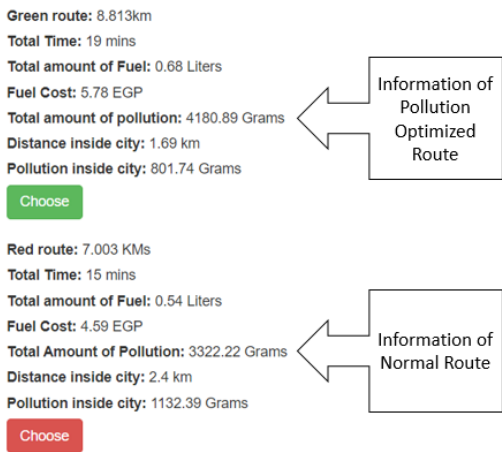 Green route: 8.813km
Total Time: 19 mins
Total amount of Fuel: 0.68 Liters
Fuel Cost: 5.78 EGP
Total amount of pollution: 4180.89 Grams
Distance inside city: 1.69 km
Pollution inside city: 801.74 Grams
Choose
Information of
Pollution
Optimized
Route
Red route: 7.003 KMs
Total Time: 15 mins
Total amount of Fuel: 0.54 Liters
Fuel Cost: 4.59 EGP
Total Amount of Pollution: 3322.22 Grams
Distance inside city: 2.4 km
Pollution inside city: 1132.39 Grams
Choose
Information of
Normal Route